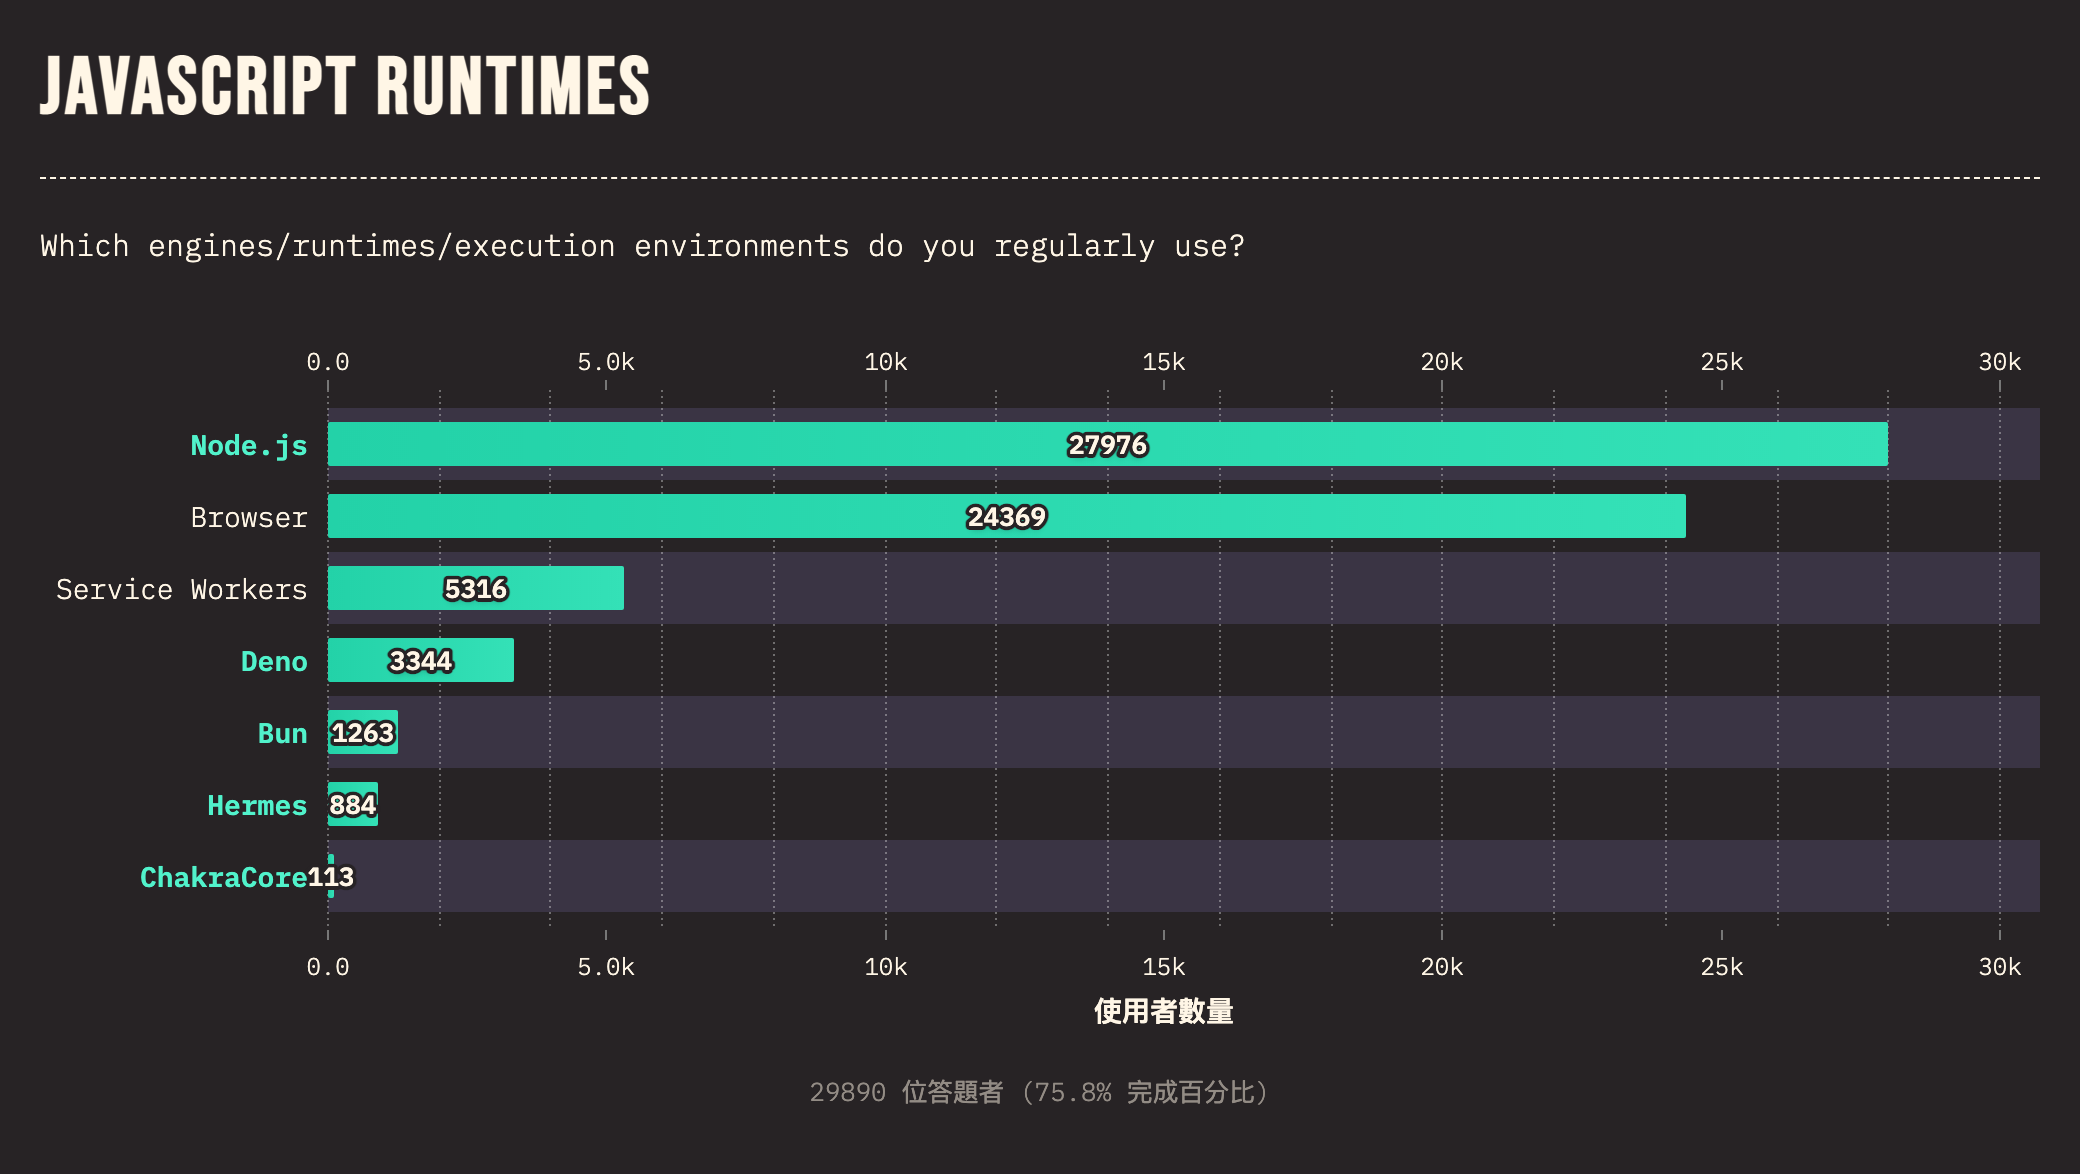 JAVASCRIPT RUNTIMES
Which engines/runtimes/execution environments do you regularly use?
0.0 5.0k 10k 15k 20k 25k 30k
Node.js 27976
Browser 24369
Service Workers 5316
Deno 3344
Bun 1263
Hermes 884
ChakraCore 113
0.0 5.0k 10k 15k 20k 25k 30k
使用者數量
29890 位答題者 (75.8% 完成百分比)